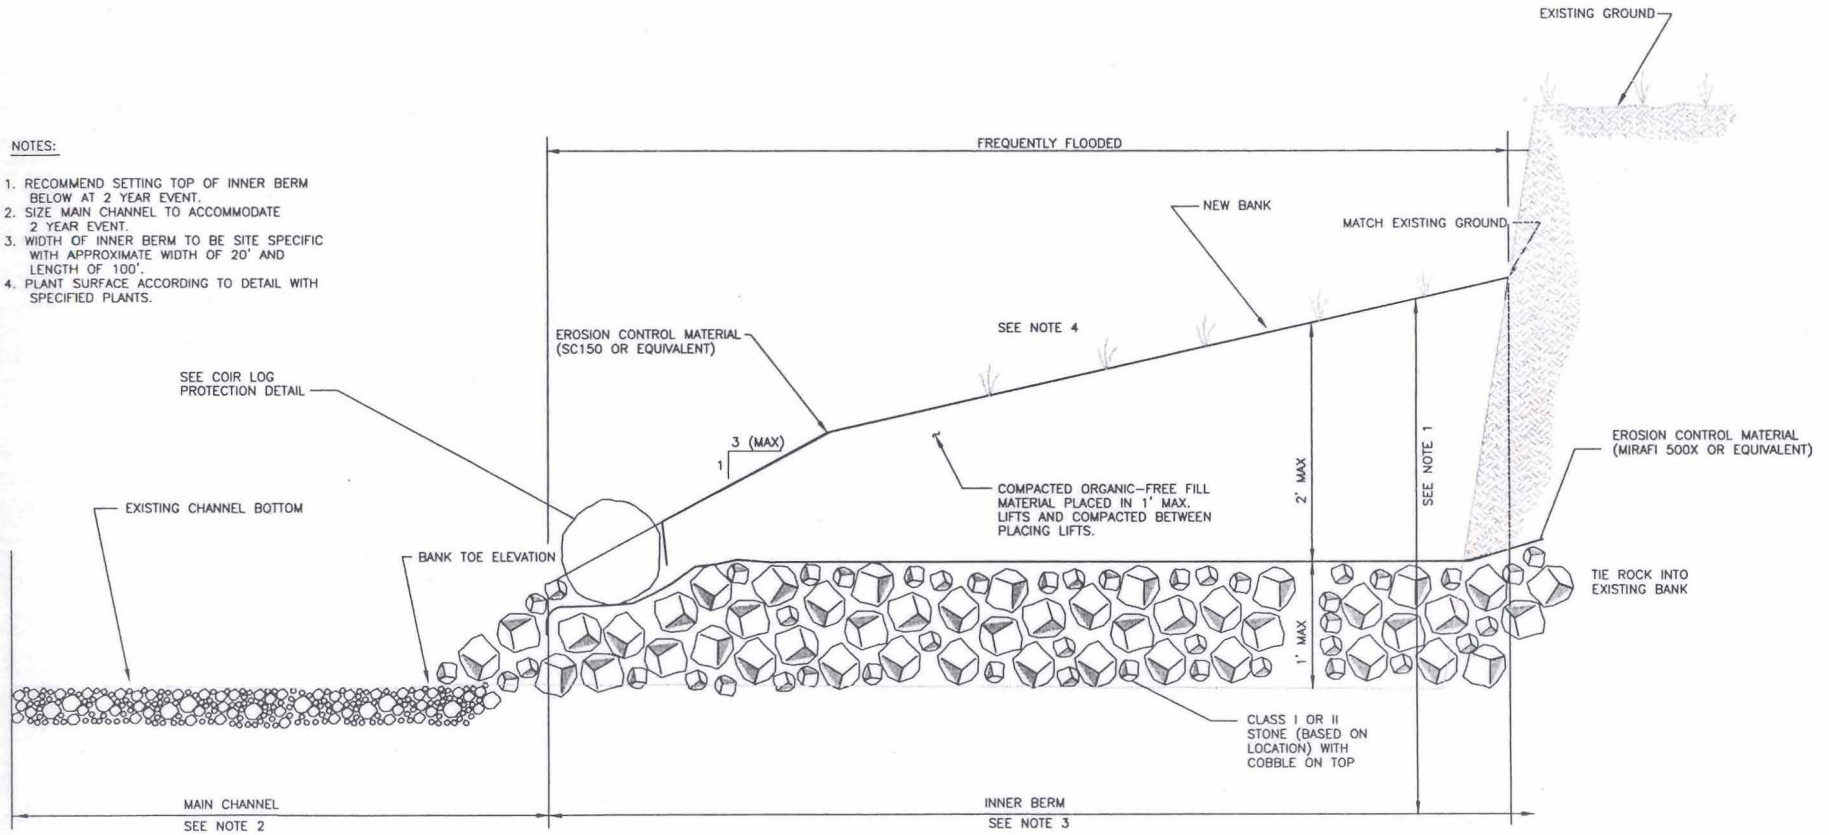 EXISTING GROUND
NOTES:
1. RECOMMEND SETTING TOP OF INNER BERM
BELOW AT 2 YEAR EVENT.
2. SIZE MAIN CHANNEL TO ACCOMMODATE
2 YEAR EVENT.
3. WIDTH OF INNER BERM TO BE SITE SPECIFIC
WITH APPROXIMATE WIDTH OF 20' AND
LENGTH OF 100'.
4. PLANT SURFACE ACCORDING TO DETAIL WITH
SPECIFIED PLANTS.
FREQUENTLY FLOODED
NEW BANK
MATCH EXISTING GROUND
SEE NOTE 4
EROSION CONTROL MATERIAL
(SC150 OR EQUIVALENT)
SEE COIR LOG
PROTECTION DETAIL
3 (MAX)
1
EROSION CONTROL MATERIAL
(MIRAFI 500X OR EQUIVALENT)
2' MAX
SEE NOTE 1
COMPACTED ORGANIC-FREE FILL
MATERIAL PLACED IN 1' MAX.
LIFTS AND COMPACTED BETWEEN
PLACING LIFTS.
EXISTING CHANNEL BOTTOM
BANK TOE ELEVATION
TIE ROCK INTO
EXISTING BANK
1' MAX
CLASS I OR II
STONE (BASED ON
LOCATION) WITH
COBBLE ON TOP
MAIN CHANNEL
SEE NOTE 2
INNER BERM
SEE NOTE 3